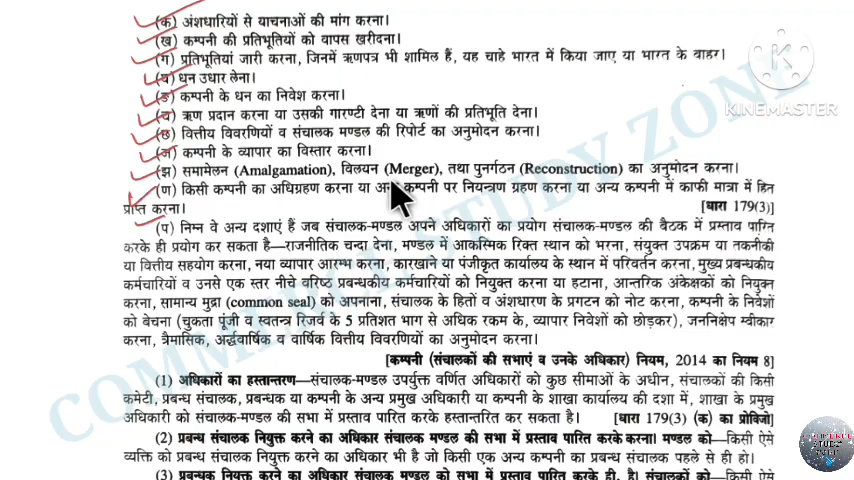 (क) अंशधारियों से याचनाओं की मांग करना।
(ख) कम्पनी की प्रतिभूतियों को वापस खरीदना।
(ग) प्रतिभूतियां जारी करना, जिनमें ऋणपत्र भी शामिल हैं, यह चाहे भारत में किया जाए या भारत के बाहर।
(घ) धन उधार लेना।
(ङ) कम्पनी के धन का निवेश करना।
(च) ऋण प्रदान करना या उसकी गारण्टी देना या ऋणों की प्रतिभूति देना।
(छ) वित्तीय विवरणियों व संचालक मण्डल की रिपोर्ट का अनुमोदन करना।
(ज) कम्पनी के व्यापार का विस्तार करना।
(झ) समामेलन (Amalgamation), विलयन (Merger), तथा पुनर्गठन (Reconstruction) का अनुमोदन करना।
(ण) किसी कम्पनी का अधिग्रहण करना या अन्य कम्पनी पर नियन्त्रण ग्रहण करना या अन्य कम्पनी में काफी मात्रा में हित
प्राप्त करना। [धारा 179(3)]
(प) निम्न वे अन्य दशाएं हैं जब संचालक-मण्डल अपने अधिकारों का प्रयोग संचालक-मण्डल की बैठक में प्रस्ताव पारित
करके ही प्रयोग कर सकता है—राजनीतिक चन्दा देना, मण्डल में आकस्मिक रिक्त स्थान को भरना, संयुक्त उपक्रम या तकनीकी
या वित्तीय सहयोग करना, नया व्यापार आरम्भ करना, कारखाने या पंजीकृत कार्यालय के स्थान में परिवर्तन करना, मुख्य प्रबन्धकीय
कर्मचारियों व उनसे एक स्तर नीचे वरिष्ठ प्रबन्धकीय कर्मचारियों को नियुक्त करना या हटाना, आन्तरिक अंकेक्षकों को नियुक्त
करना, सामान्य मुद्रा (common seal) को अपनाना, संचालक के हितों व अंशधारण के प्रगटन को नोट करना, कम्पनी के निवेशों
को बेचना (चुकता पूंजी व स्वतन्त्र रिजर्व के 5 प्रतिशत भाग से अधिक रकम के, व्यापार निवेशों को छोड़कर), जननिक्षेप स्वीकार
करना, त्रैमासिक, अर्द्धवार्षिक व वार्षिक वित्तीय विवरणियों का अनुमोदन करना।
[कम्पनी (संचालकों की सभाएं व उनके अधिकार) नियम, 2014 का नियम 8]
(1) अधिकारों का हस्तान्तरण—संचालक-मण्डल उपर्युक्त वर्णित अधिकारों को कुछ सीमाओं के अधीन, संचालकों की किसी
कमेटी, प्रबन्ध संचालक, प्रबन्धक या कम्पनी के अन्य प्रमुख अधिकारी या कम्पनी के शाखा कार्यालय की दशा में, शाखा के प्रमुख
अधिकारी को संचालक-मण्डल की सभा में प्रस्ताव पारित करके हस्तान्तरित कर सकता है। [धारा 179(3) (क) का प्रोविजो]
(2) प्रबन्ध संचालक नियुक्त करने का अधिकार संचालक मण्डल की सभा में प्रस्ताव पारित करके करना। मण्डल को—किसी ऐसे
व्यक्ति को प्रबन्ध संचालक नियुक्त करने का अधिकार भी है जो किसी एक अन्य कम्पनी का प्रबन्ध संचालक पहले से ही हो।
(3) प्रबन्धक नियुक्त करने का अधिकार संचालक मण्डल को सभा में प्रस्ताव पारित करके ही, है। संचालकों को—किसी ऐसे
KINEMASTER
COMMERCE STUDY ZONE
COMMERCE STUDY ZONE